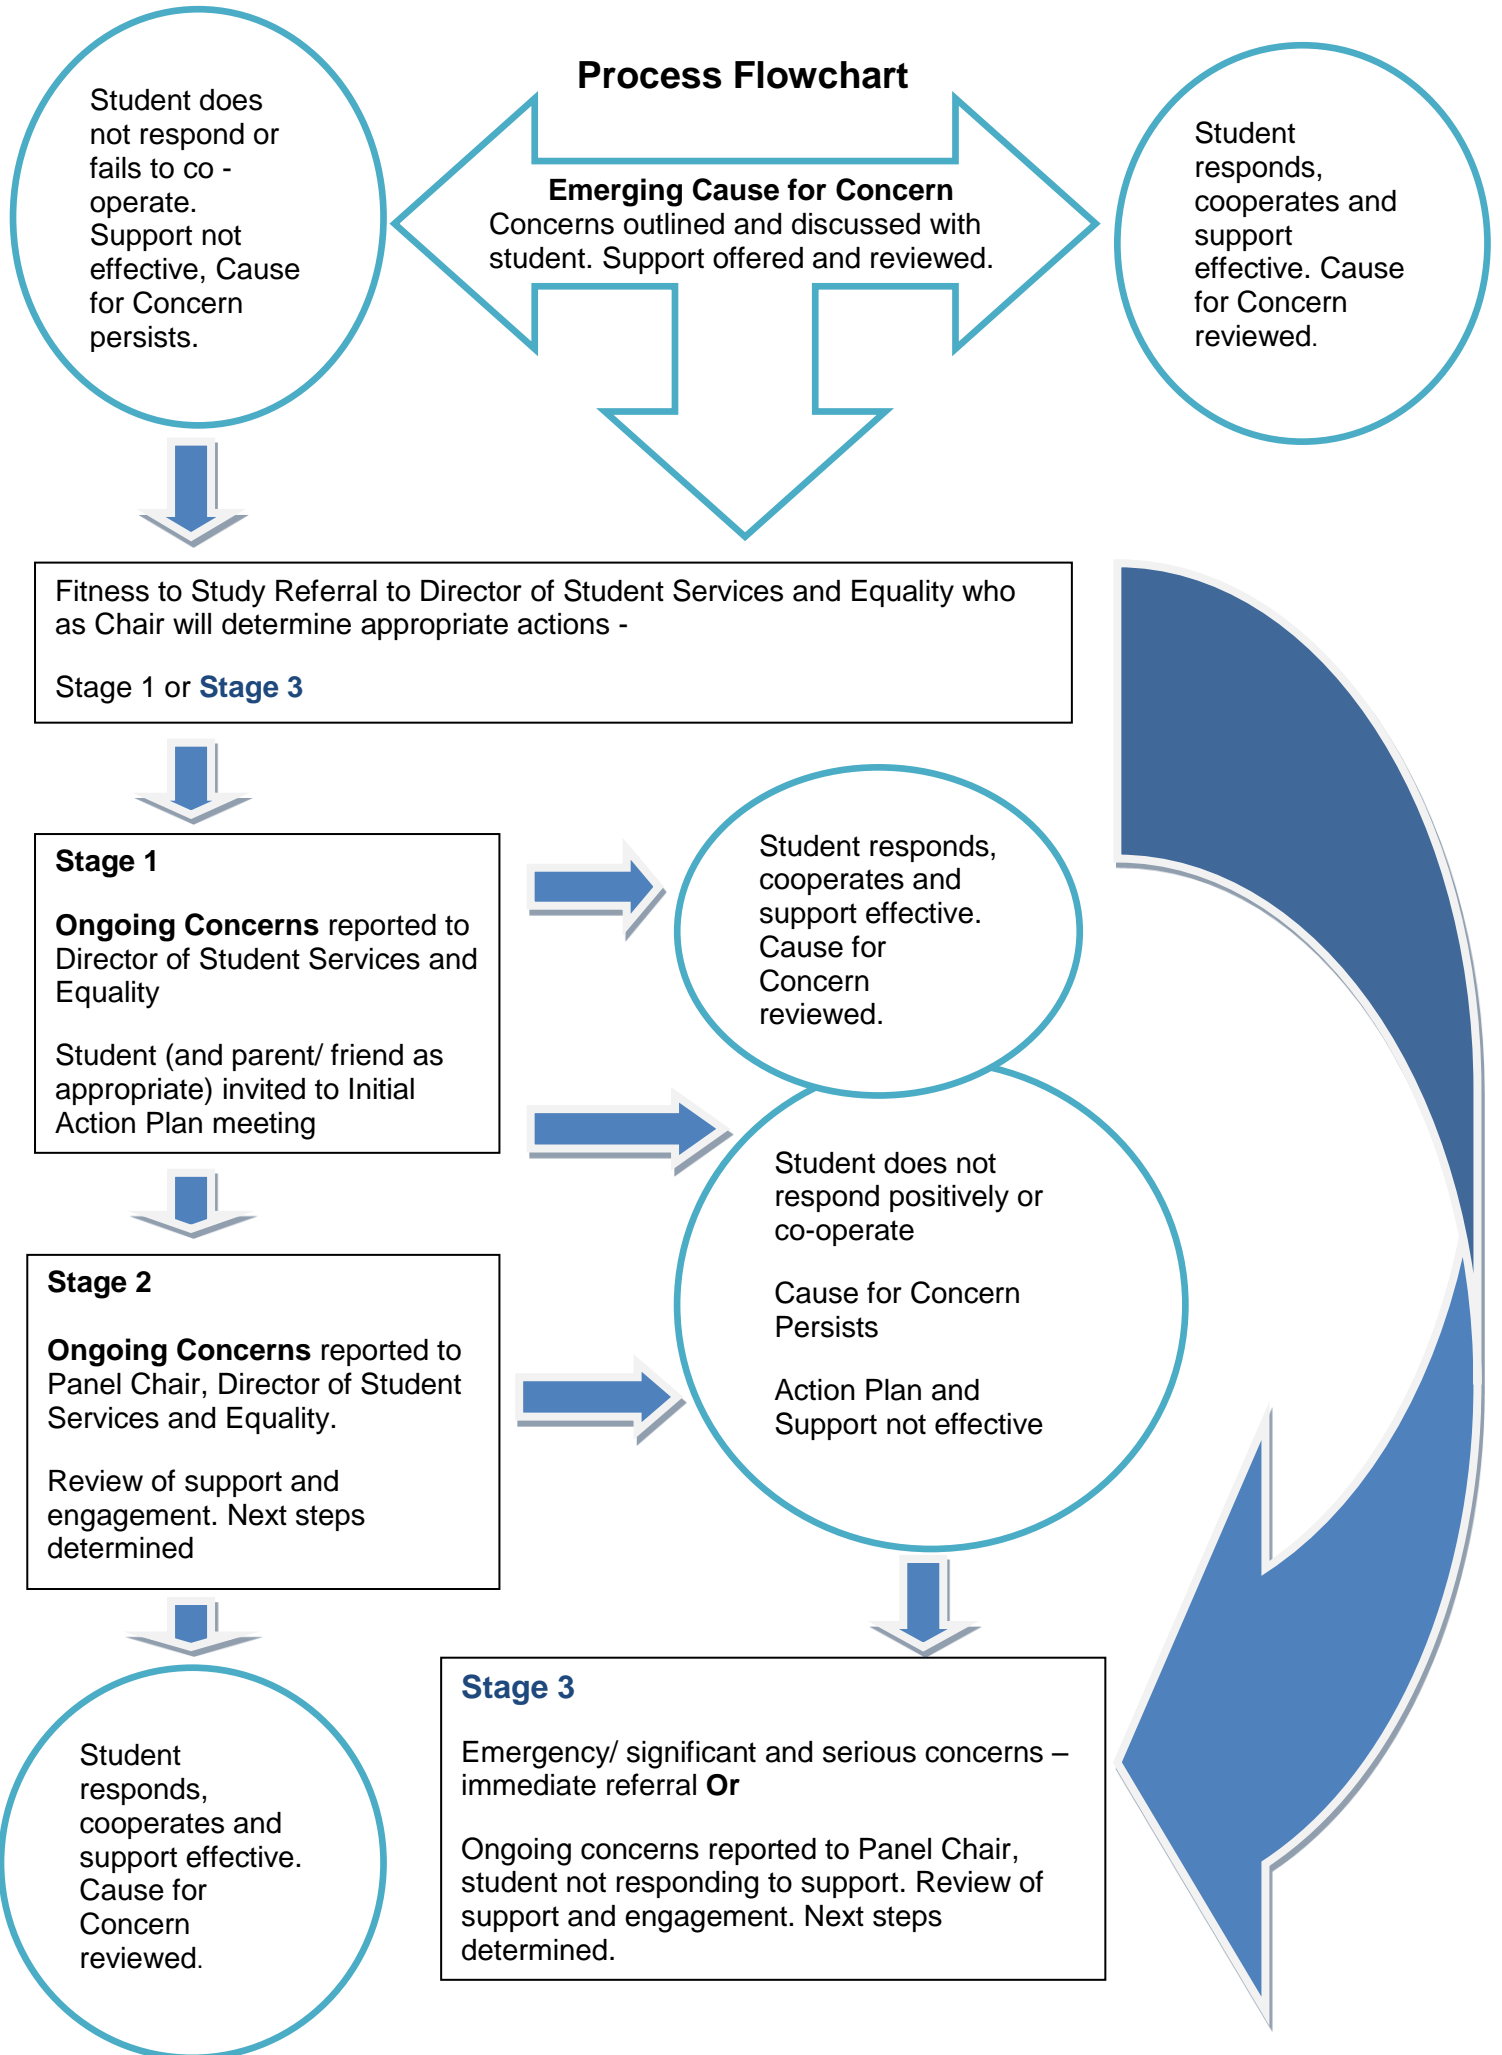 Process Flowchart
Student does
not respond or
fails to co -
operate.
Support not
effective, Cause
for Concern
persists.
Emerging Cause for Concern
Concerns outlined and discussed with
student. Support offered and reviewed.
Student
responds,
cooperates and
support
effective. Cause
for Concern
reviewed.
Fitness to Study Referral to Director of Student Services and Equality who
as Chair will determine appropriate actions -
Stage 1 or Stage 3
Stage 1
Ongoing Concerns reported to
Director of Student Services and
Equality
Student (and parent/ friend as
appropriate) invited to Initial
Action Plan meeting
Student responds,
cooperates and
support effective.
Cause for
Concern
reviewed.
Student does not
respond positively or
co-operate
Cause for Concern
Persists
Action Plan and
Support not effective
Stage 2
Ongoing Concerns reported to
Panel Chair, Director of Student
Services and Equality.
Review of support and
engagement. Next steps
determined
Student
responds,
cooperates and
support effective.
Cause for
Concern
reviewed.
Stage 3
Emergency/ significant and serious concerns –
immediate referral Or
Ongoing concerns reported to Panel Chair,
student not responding to support. Review of
support and engagement. Next steps
determined.